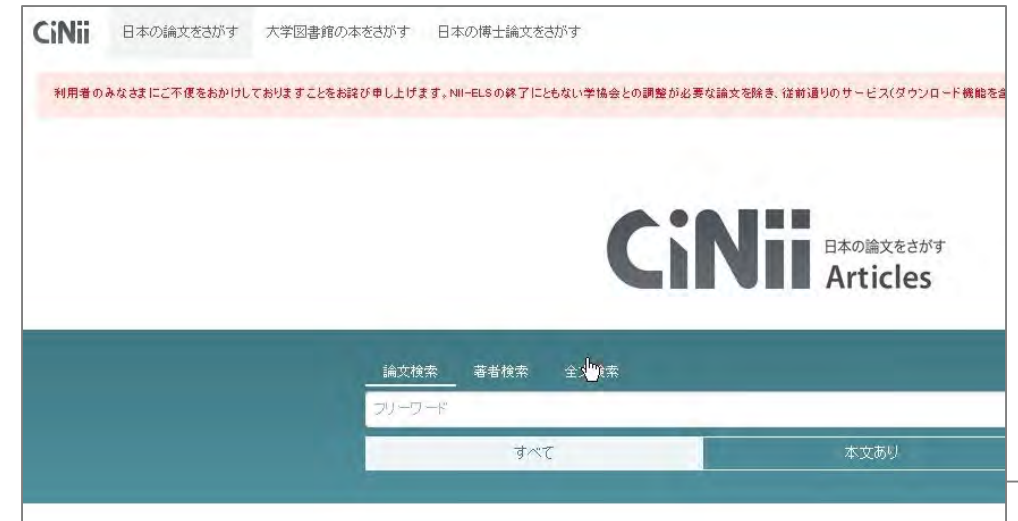 CiNii 日本の論文をさがす 大学図書館の本をさがす 日本の博士論文をさがす
利用者のみなさまにご不便をおかけしておりますことをお詫び申し上げます。NII-ELSの終了にともない学協会との調整が必要な論文を除き、従前通りのサービス(ダウンロード機能を含
CiNii 日本の論文をさがす
Articles
論文検索 著者検索 全文検索
フリーワード
すべて 本文あり